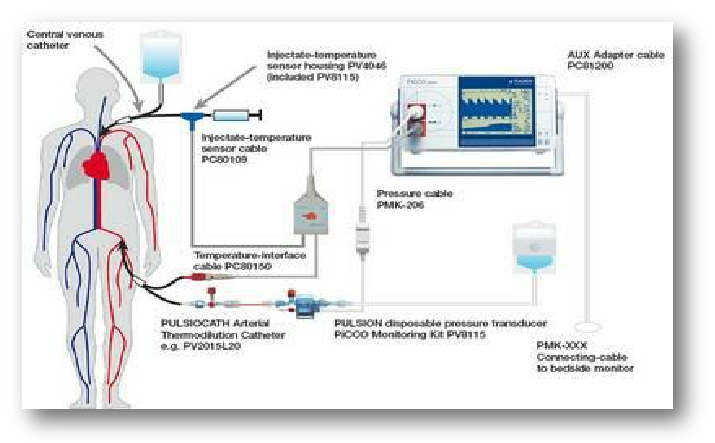 Central venous
catheter
Injectate-temperature
sensor housing PV4046
(included PV8115)
AUX Adapter cable
PC81200
PiCCO
Injectate-temperature
sensor cable
PC80109
Pressure cable
PMK-206
Temperature-interface
cable PC80150
PULSIOCATH Arterial
Thermodilution Catheter
e.g. PV2015L20
PULSION disposable pressure transducer
PiCCO Monitoring Kit PV8115
PMK-XXX
Connecting-cable
to bedside monitor